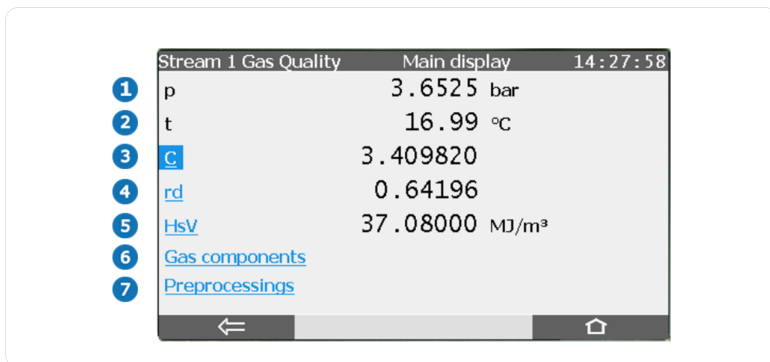 Stream 1 Gas Quality Main display 14:27:58
1 p 3.6525 bar
2 t 16.99 °C
3 C 3.409820
4 rd 0.64196
5 HsV 37.08000 MJ/m³
6 Gas components
7 Preprocessings